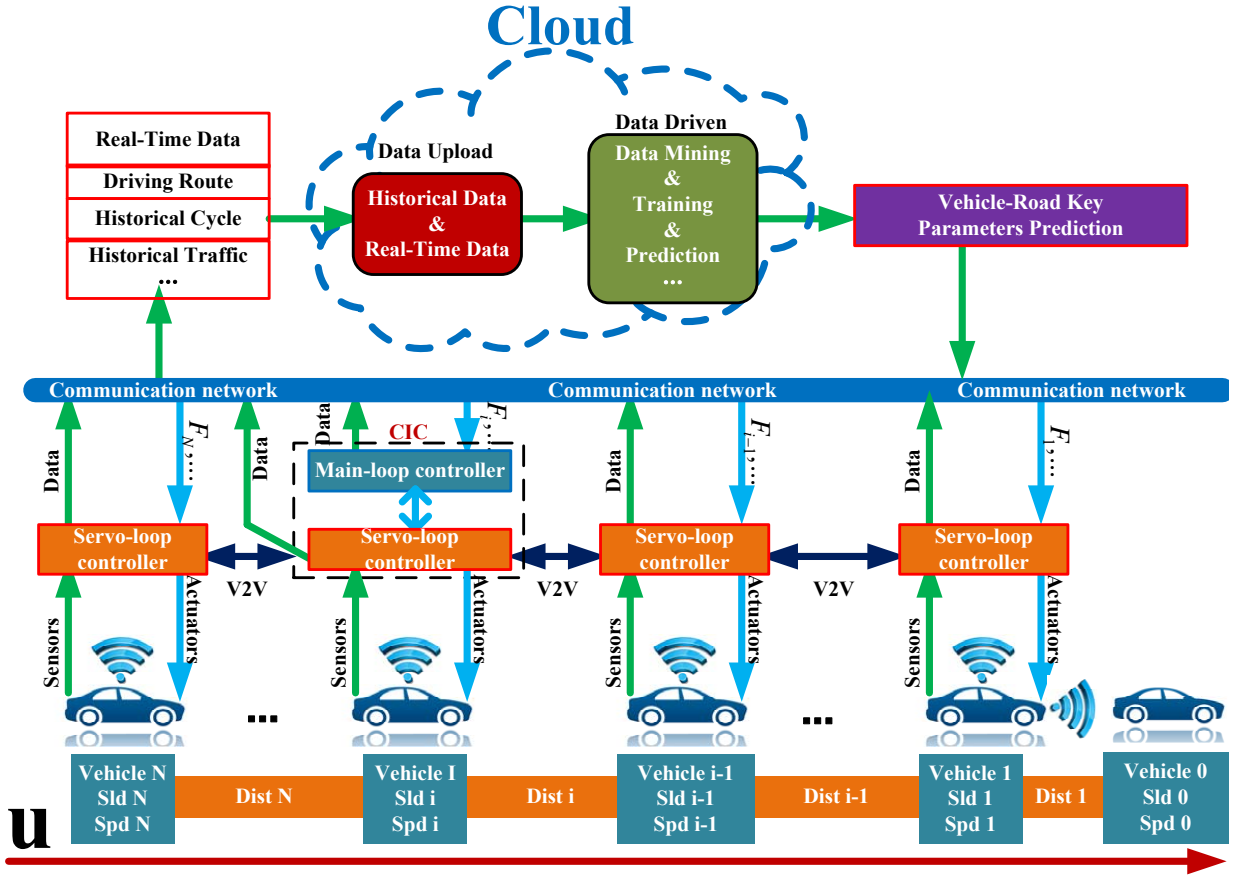 Cloud
Real-Time Data
Driving Route
Historical Cycle
Historical Traffic
...
Data Upload
Historical Data
&
Real-Time Data
Data Driven
Data Mining
&
Training
&
Prediction
...
Vehicle-Road Key
Parameters Prediction
Communication network
Communication network
Communication network
Data
F_N,...
Data
Data
CIC
F_i,...
Data
F_{i-1},...
Data
F_1,...
Main-loop controller
Servo-loop
controller
Servo-loop
controller
Servo-loop
controller
Servo-loop
controller
V2V
V2V
V2V
Sensors
Actuators
Sensors
Actuators
Sensors
Actuators
Sensors
Actuators
...
...
Vehicle N
Sld N
Spd N
Dist N
Vehicle I
Sld i
Spd i
Dist i
Vehicle i-1
Sld i-1
Spd i-1
Dist i-1
Vehicle 1
Sld 1
Spd 1
Dist 1
Vehicle 0
Sld 0
Spd 0
u